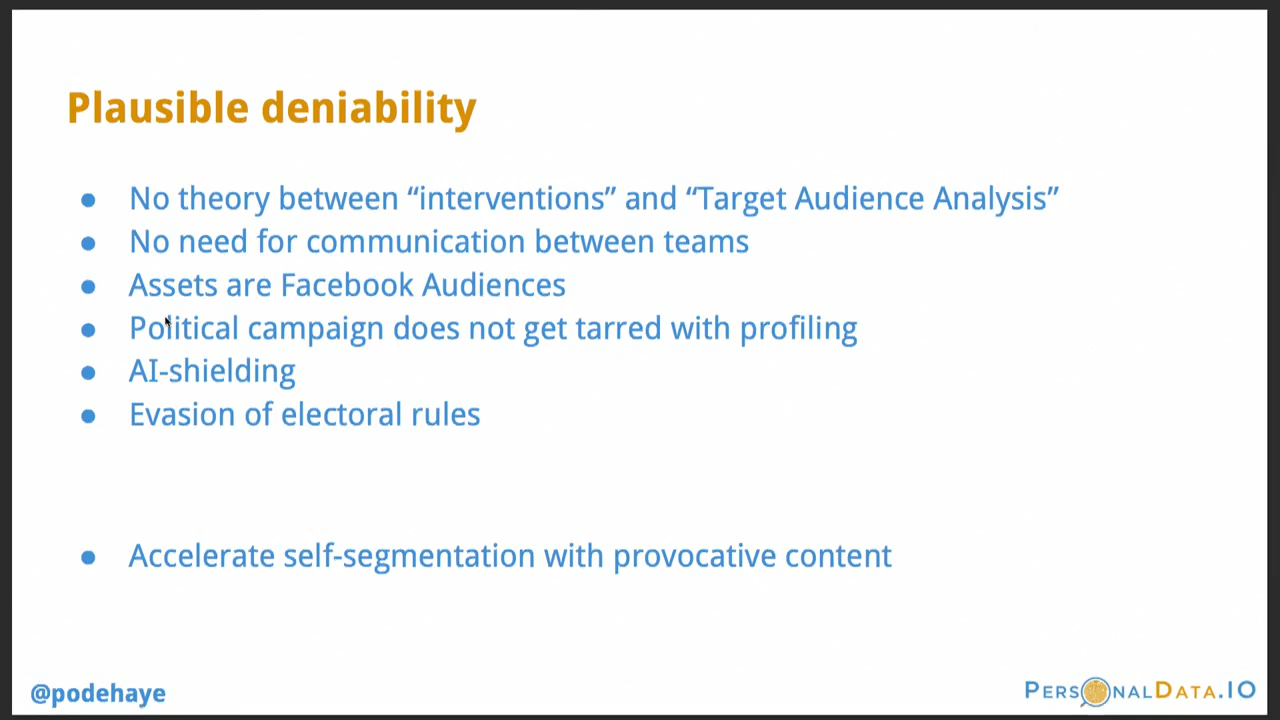 Plausible deniability
● No theory between “interventions” and “Target Audience Analysis”
● No need for communication between teams
● Assets are Facebook Audiences
● Political campaign does not get tarred with profiling
● AI-shielding
● Evasion of electoral rules
● Accelerate self-segmentation with provocative content
@podehaye
PERSONALDATA.IO